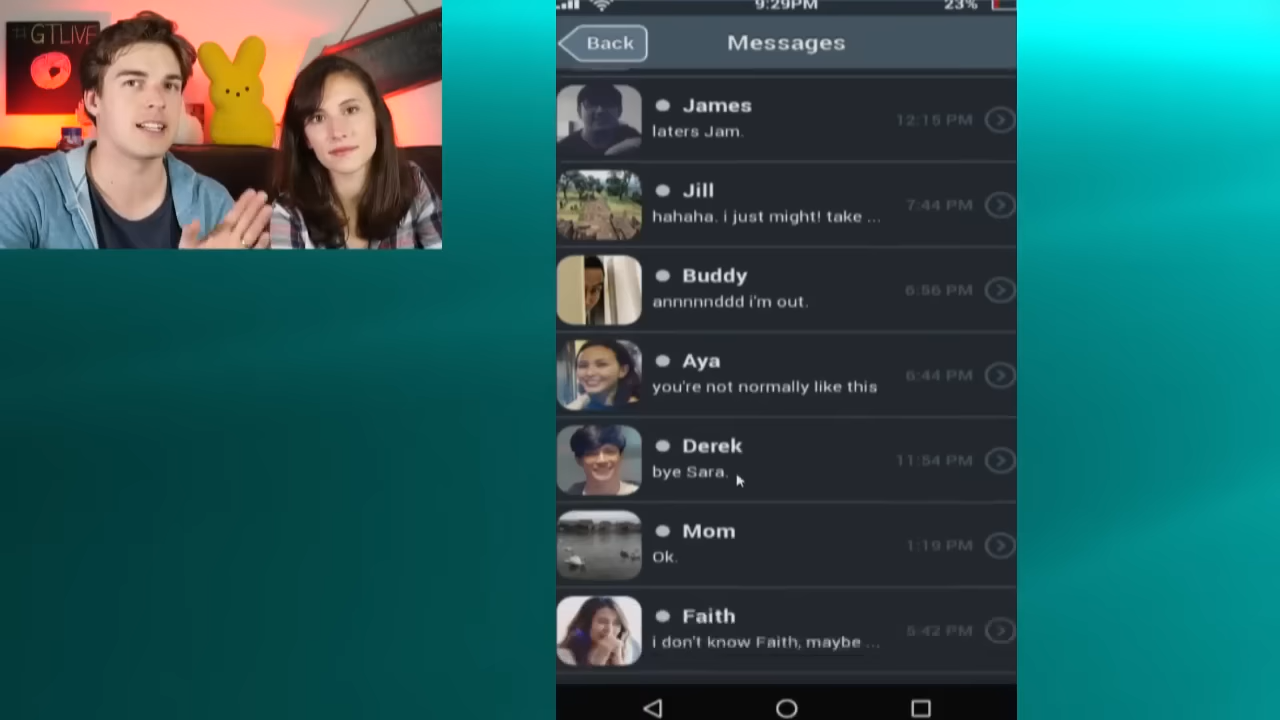 #GTLIVE
9:29PM
23%
Back
Messages
James
laters Jam.
12:16 PM
Jill
hahaha. i just might! take ...
7:44 PM
Buddy
annnnnddd i'm out.
6:56 PM
Aya
you're not normally like this
6:44 PM
Derek
bye Sara.
11:54 PM
Mom
Ok.
1:19 PM
Faith
i don't know Faith, maybe ...
5:42 PM